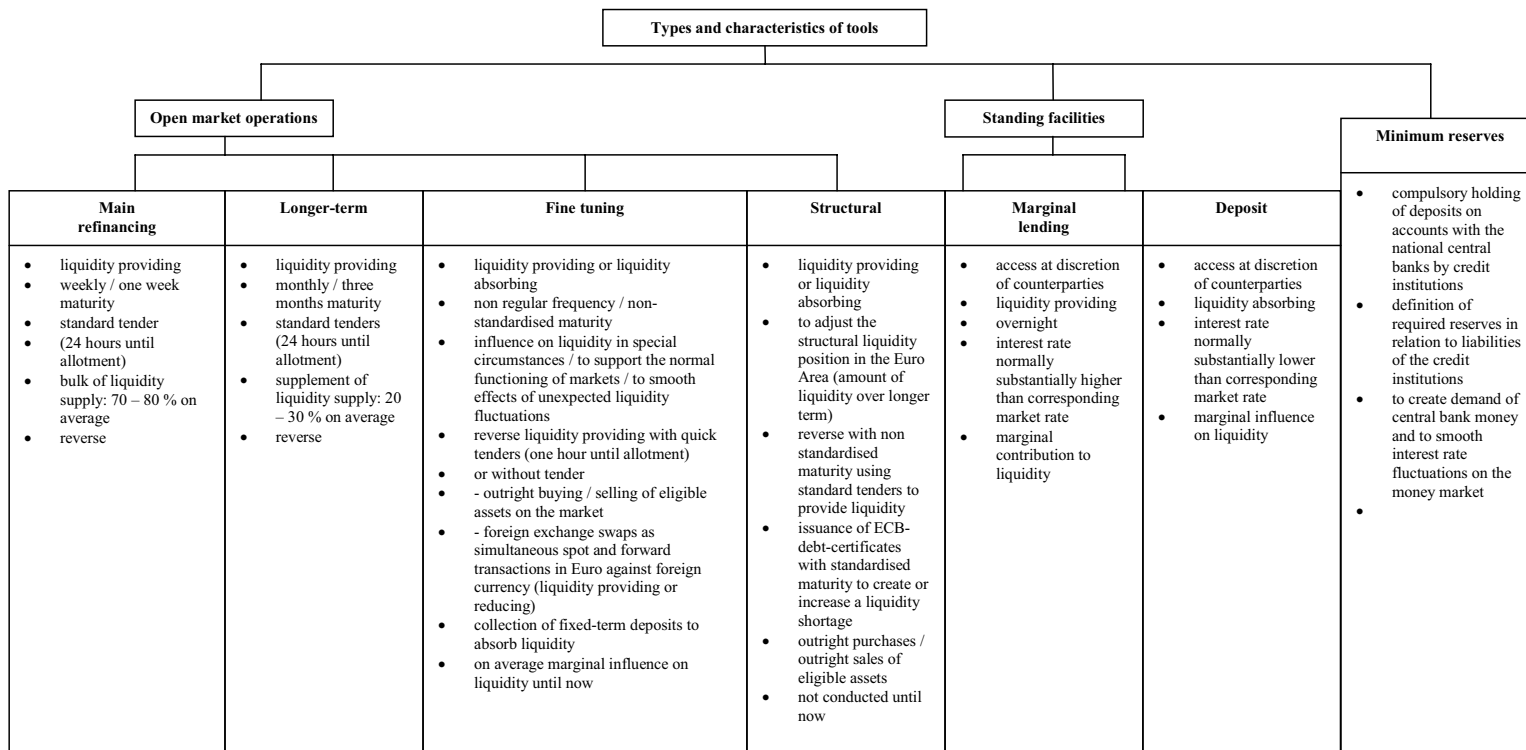 Types and characteristics of tools
Open market operations
Standing facilities
Minimum reserves
Main
refinancing
Longer-term
Fine tuning
Structural
Marginal
lending
Deposit
• liquidity providing
• weekly / one week
maturity
• standard tender
• (24 hours until
allotment)
• bulk of liquidity
supply: 70 – 80 % on
average
• reverse
• liquidity providing
• monthly / three
months maturity
• standard tenders
(24 hours until
allotment)
• supplement of
liquidity supply: 20
– 30 % on average
• reverse
• liquidity providing or liquidity
absorbing
• non regular frequency / non-
standardised maturity
• influence on liquidity in special
circumstances / to support the normal
functioning of markets / to smooth
effects of unexpected liquidity
fluctuations
• reverse liquidity providing with quick
tenders (one hour until allotment)
• or without tender
• - outright buying / selling of eligible
assets on the market
• - foreign exchange swaps as
simultaneous spot and forward
transactions in Euro against foreign
currency (liquidity providing or
reducing)
• collection of fixed-term deposits to
absorb liquidity
• on average marginal influence on
liquidity until now
• liquidity providing
or liquidity
absorbing
• to adjust the
structural liquidity
position in the Euro
Area (amount of
liquidity over longer
term)
• reverse with non
standardised
maturity using
standard tenders to
provide liquidity
• issuance of ECB-
debt-certificates
with standardised
maturity to create or
increase a liquidity
shortage
• outright purchases /
outright sales of
eligible assets
• not conducted until
now
• access at discretion
of counterparties
• liquidity providing
• overnight
• interest rate
normally
substantially higher
than corresponding
market rate
• marginal
contribution to
liquidity
• access at discretion
of counterparties
• liquidity absorbing
• interest rate
normally
substantially lower
than corresponding
market rate
• marginal influence
on liquidity
• compulsory holding
of deposits on
accounts with the
national central
banks by credit
institutions
• definition of
required reserves in
relation to liabilities
of the credit
institutions
• to create demand of
central bank money
and to smooth
interest rate
fluctuations on the
money market
•